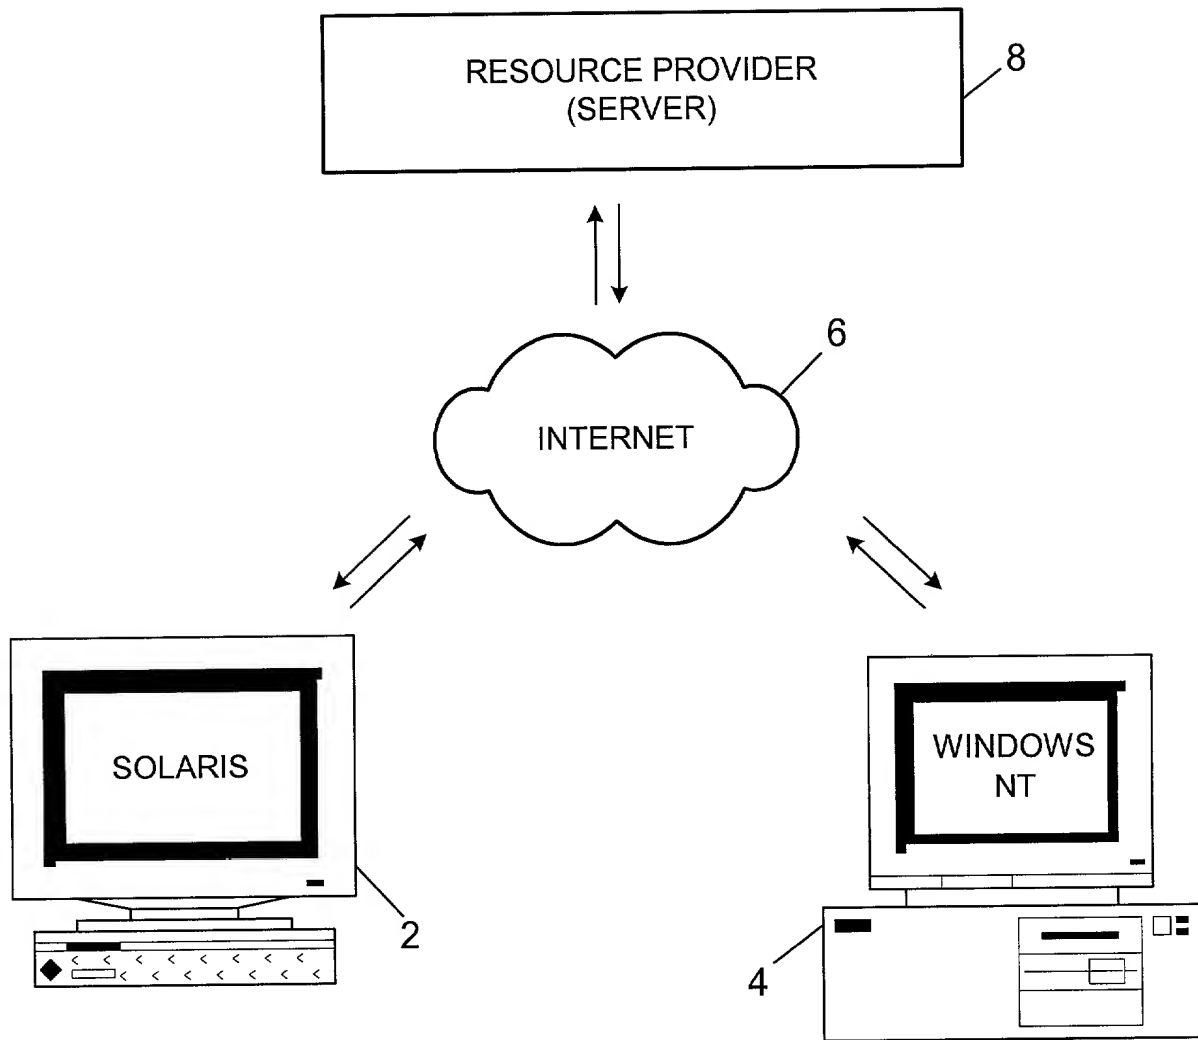 RESOURCE PROVIDER
(SERVER)
8
6
INTERNET
SOLARIS
WINDOWS
NT
2
4